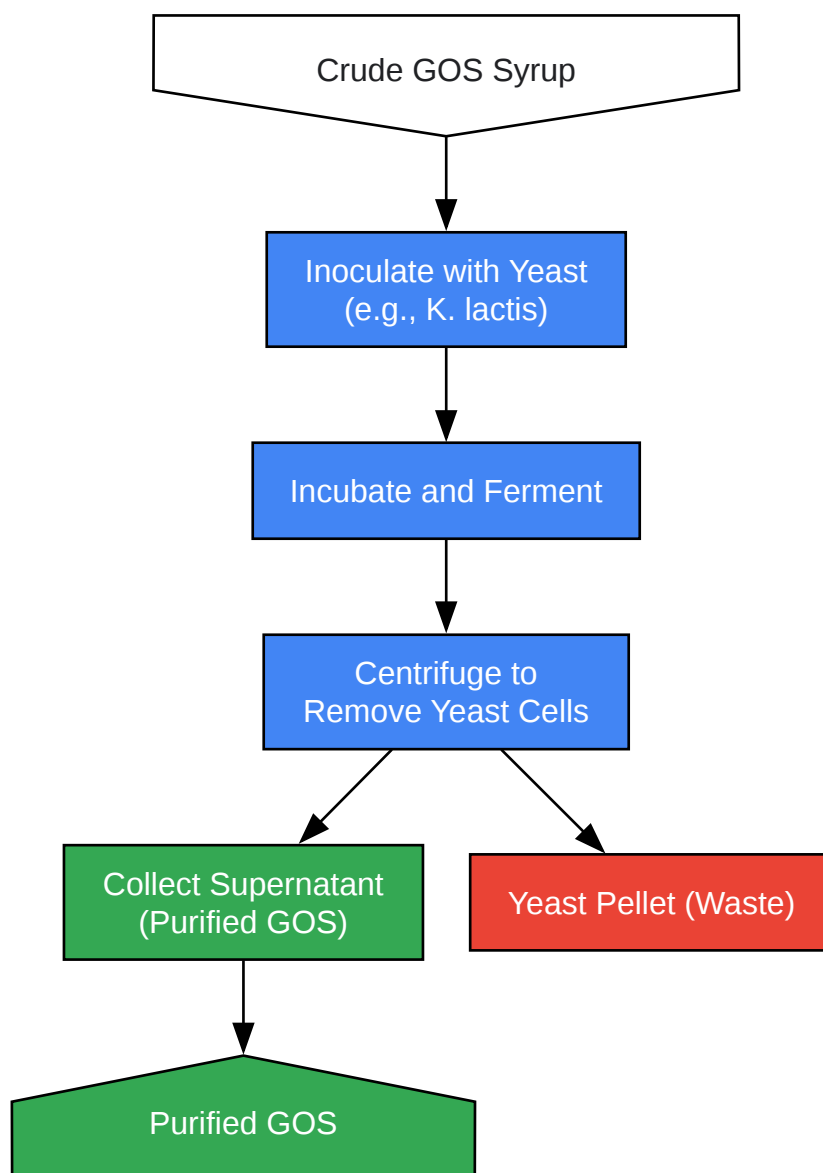 Crude GOS Syrup
Inoculate with Yeast
(e.g., K. lactis)
Incubate and Ferment
Centrifuge to
Remove Yeast Cells
Collect Supernatant
(Purified GOS)
Yeast Pellet (Waste)
Purified GOS